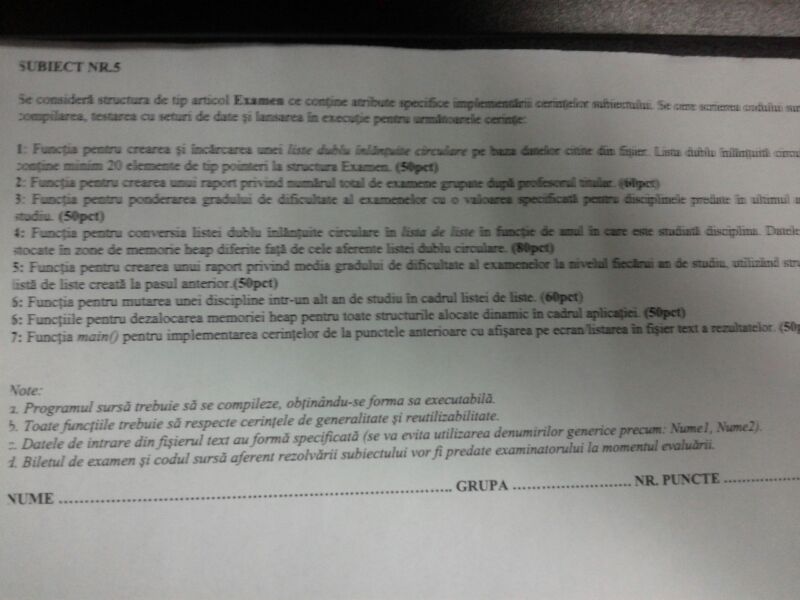 SUBIECT NR.5
Se consideră structura de tip articol Examen ce conține atribute specifice implementării cerințelor subiectului. Se cere scrierea codului
compilarea, testarea cu seturi de date și lansarea în execuție pentru următoarele cerințe:
1: Funcția pentru crearea și încărcarea unei liste dublu înlănțuite circulare pe baza datelor citite din fișier. Lista dublu înlănțuită
conține minim 20 elemente de tip pointeri la structura Examen. (50pct)
2: Funcția pentru crearea unui raport privind numărul total de examene grupate după profesorul titular. (60pct)
3: Funcția pentru ponderarea gradului de dificultate al examenelor cu o valoarea specificată pentru disciplinele predate în ultimul
studiu. (50pct)
4: Funcția pentru conversia listei dublu înlănțuite circulare în lista de liste în funcție de anul în care este studiată disciplina. Datele
stocate în zone de memorie heap diferite față de cele aferente listei dublu circulare. (80pct)
5: Funcția pentru crearea unui raport privind media gradului de dificultate al examenelor la nivelul fiecărui an de studiu, utilizând
listă de liste creată la pasul anterior.(50pct)
6: Funcția pentru mutarea unei discipline intr-un alt an de studiu în cadrul listei de liste. (60pct)
6: Funcțiile pentru dezalocarea memoriei heap pentru toate structurile alocate dinamic în cadrul aplicației. (50pct)
7: Funcția main() pentru implementarea cerințelor de la punctele anterioare cu afișarea pe ecran/listarea în fișier text a rezultatelor.
Note:
a. Programul sursă trebuie să se compileze, obținându-se forma sa executabilă.
b. Toate funcțiile trebuie să respecte cerințele de generalitate și reutilizabilitate.
c. Datele de intrare din fișierul text au formă specificată (se va evita utilizarea denumirilor generice precum: Nume1, Nume2).
d. Biletul de examen și codul sursă aferent rezolvării subiectului vor fi predate examinatorului la momentul evaluării.
NUME ........................................ GRUPA ........................ NR. PUNCTE ................